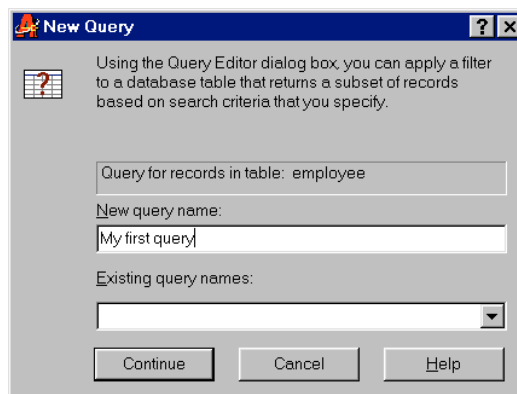 New Query
Using the Query Editor dialog box, you can apply a filter
to a database table that returns a subset of records
based on search criteria that you specify.
Query for records in table: employee
New query name:
My first query
Existing query names:
Continue Cancel Help